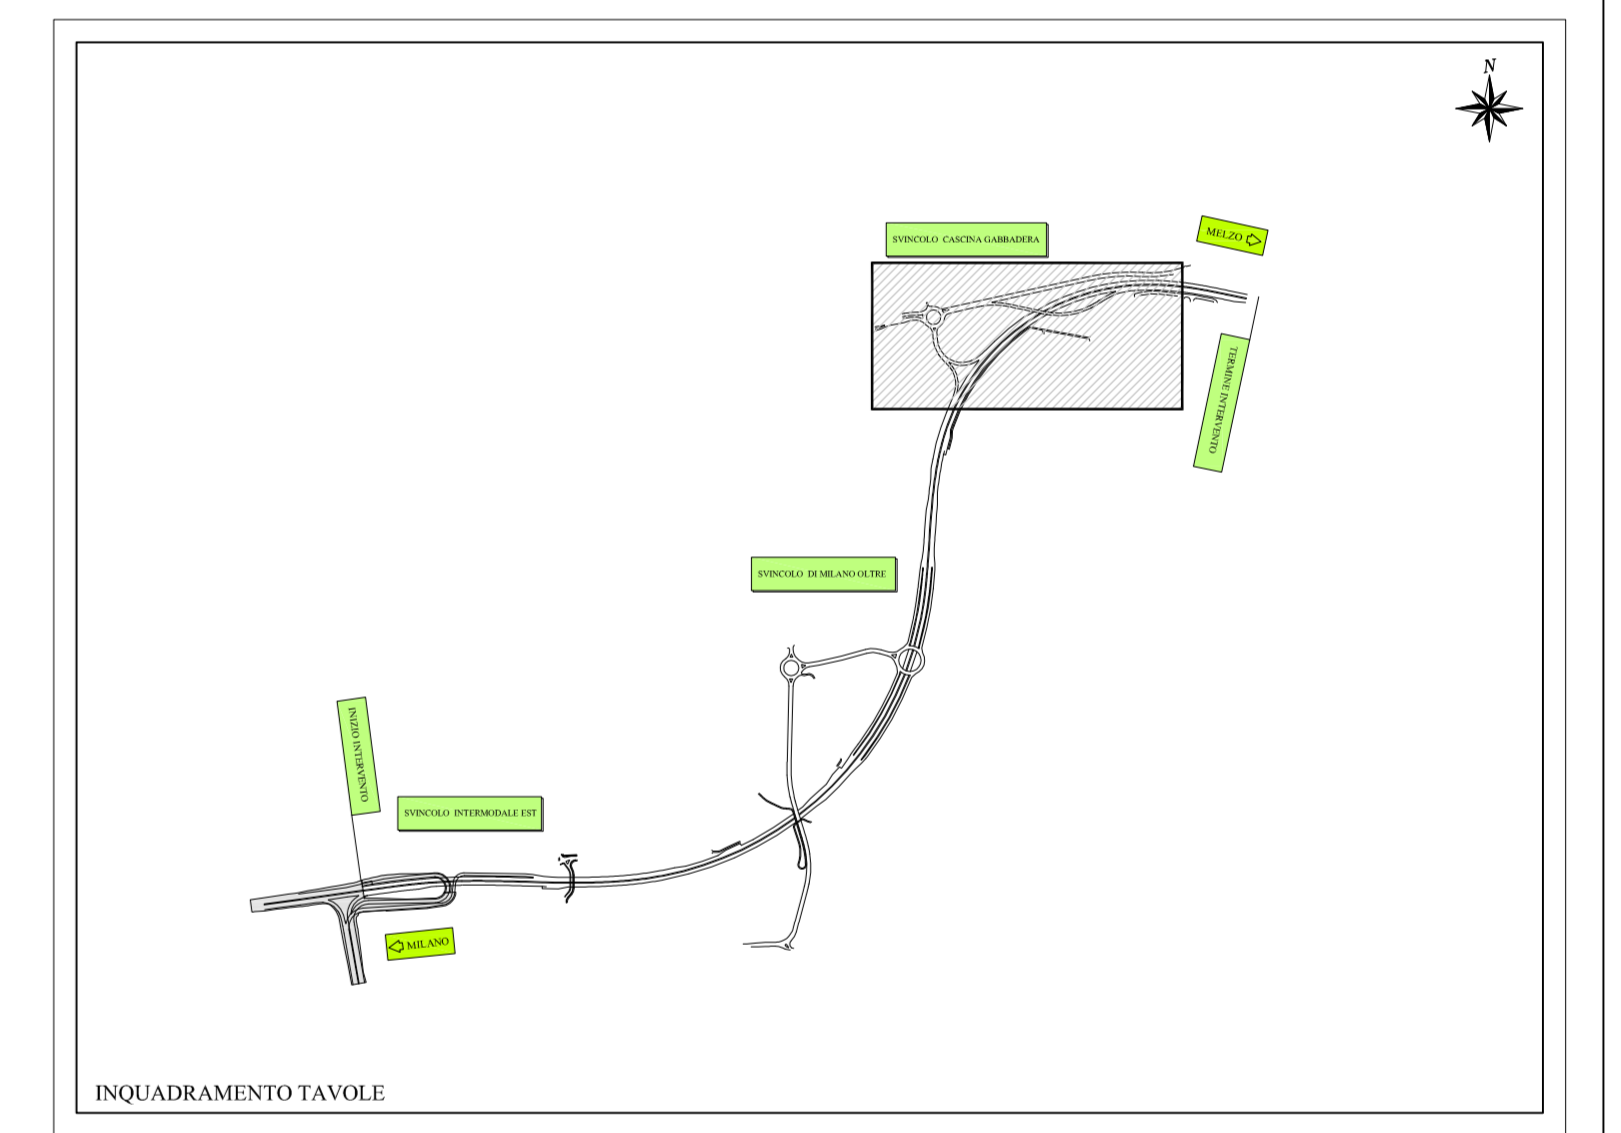 N
SVINCOLO CASCINA GABBADERA
MELZO
TERMINE INTERVENTO
SVINCOLO DI MILANO OLTRE
INIZIO INTERVENTO
SVINCOLO INTERMODALE EST
MILANO
INQUADRAMENTO TAVOLE